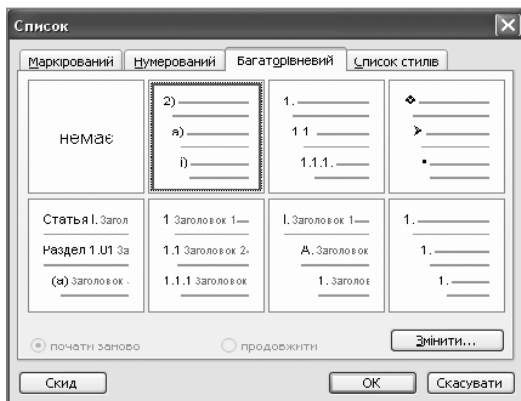 Список
Маркірований Нумерований Багаторівневий Список стилів
немає
2)
а)
і)
1.
1.1
1.1.1.
Статья I. Загол
Раздел 1.01 За
(a) Заголовок
1 Заголовок 1
1.1 Заголовок 2
1.1.1 Заголовок
I. Заголовок 1
A. Заголовок
1. Заголов
1.
1.
1.
почати заново продовжити Змінити...
Скид ОК Скасувати